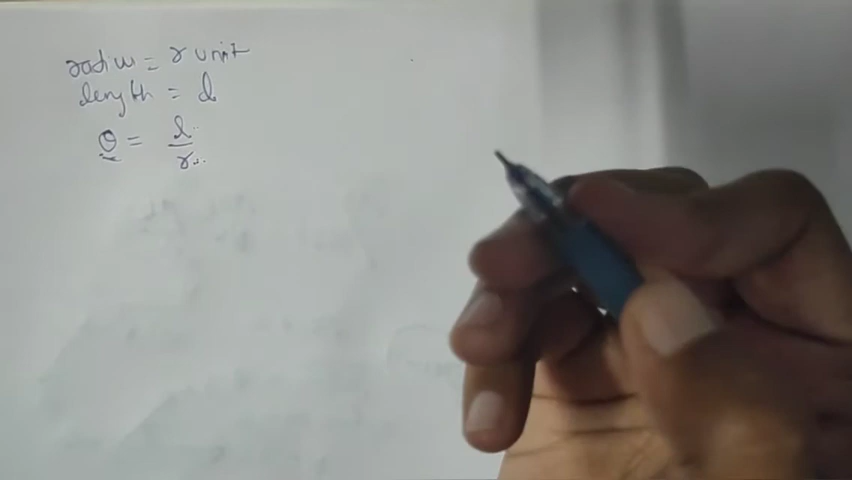 radius = r unit
length = l
θ = l/r